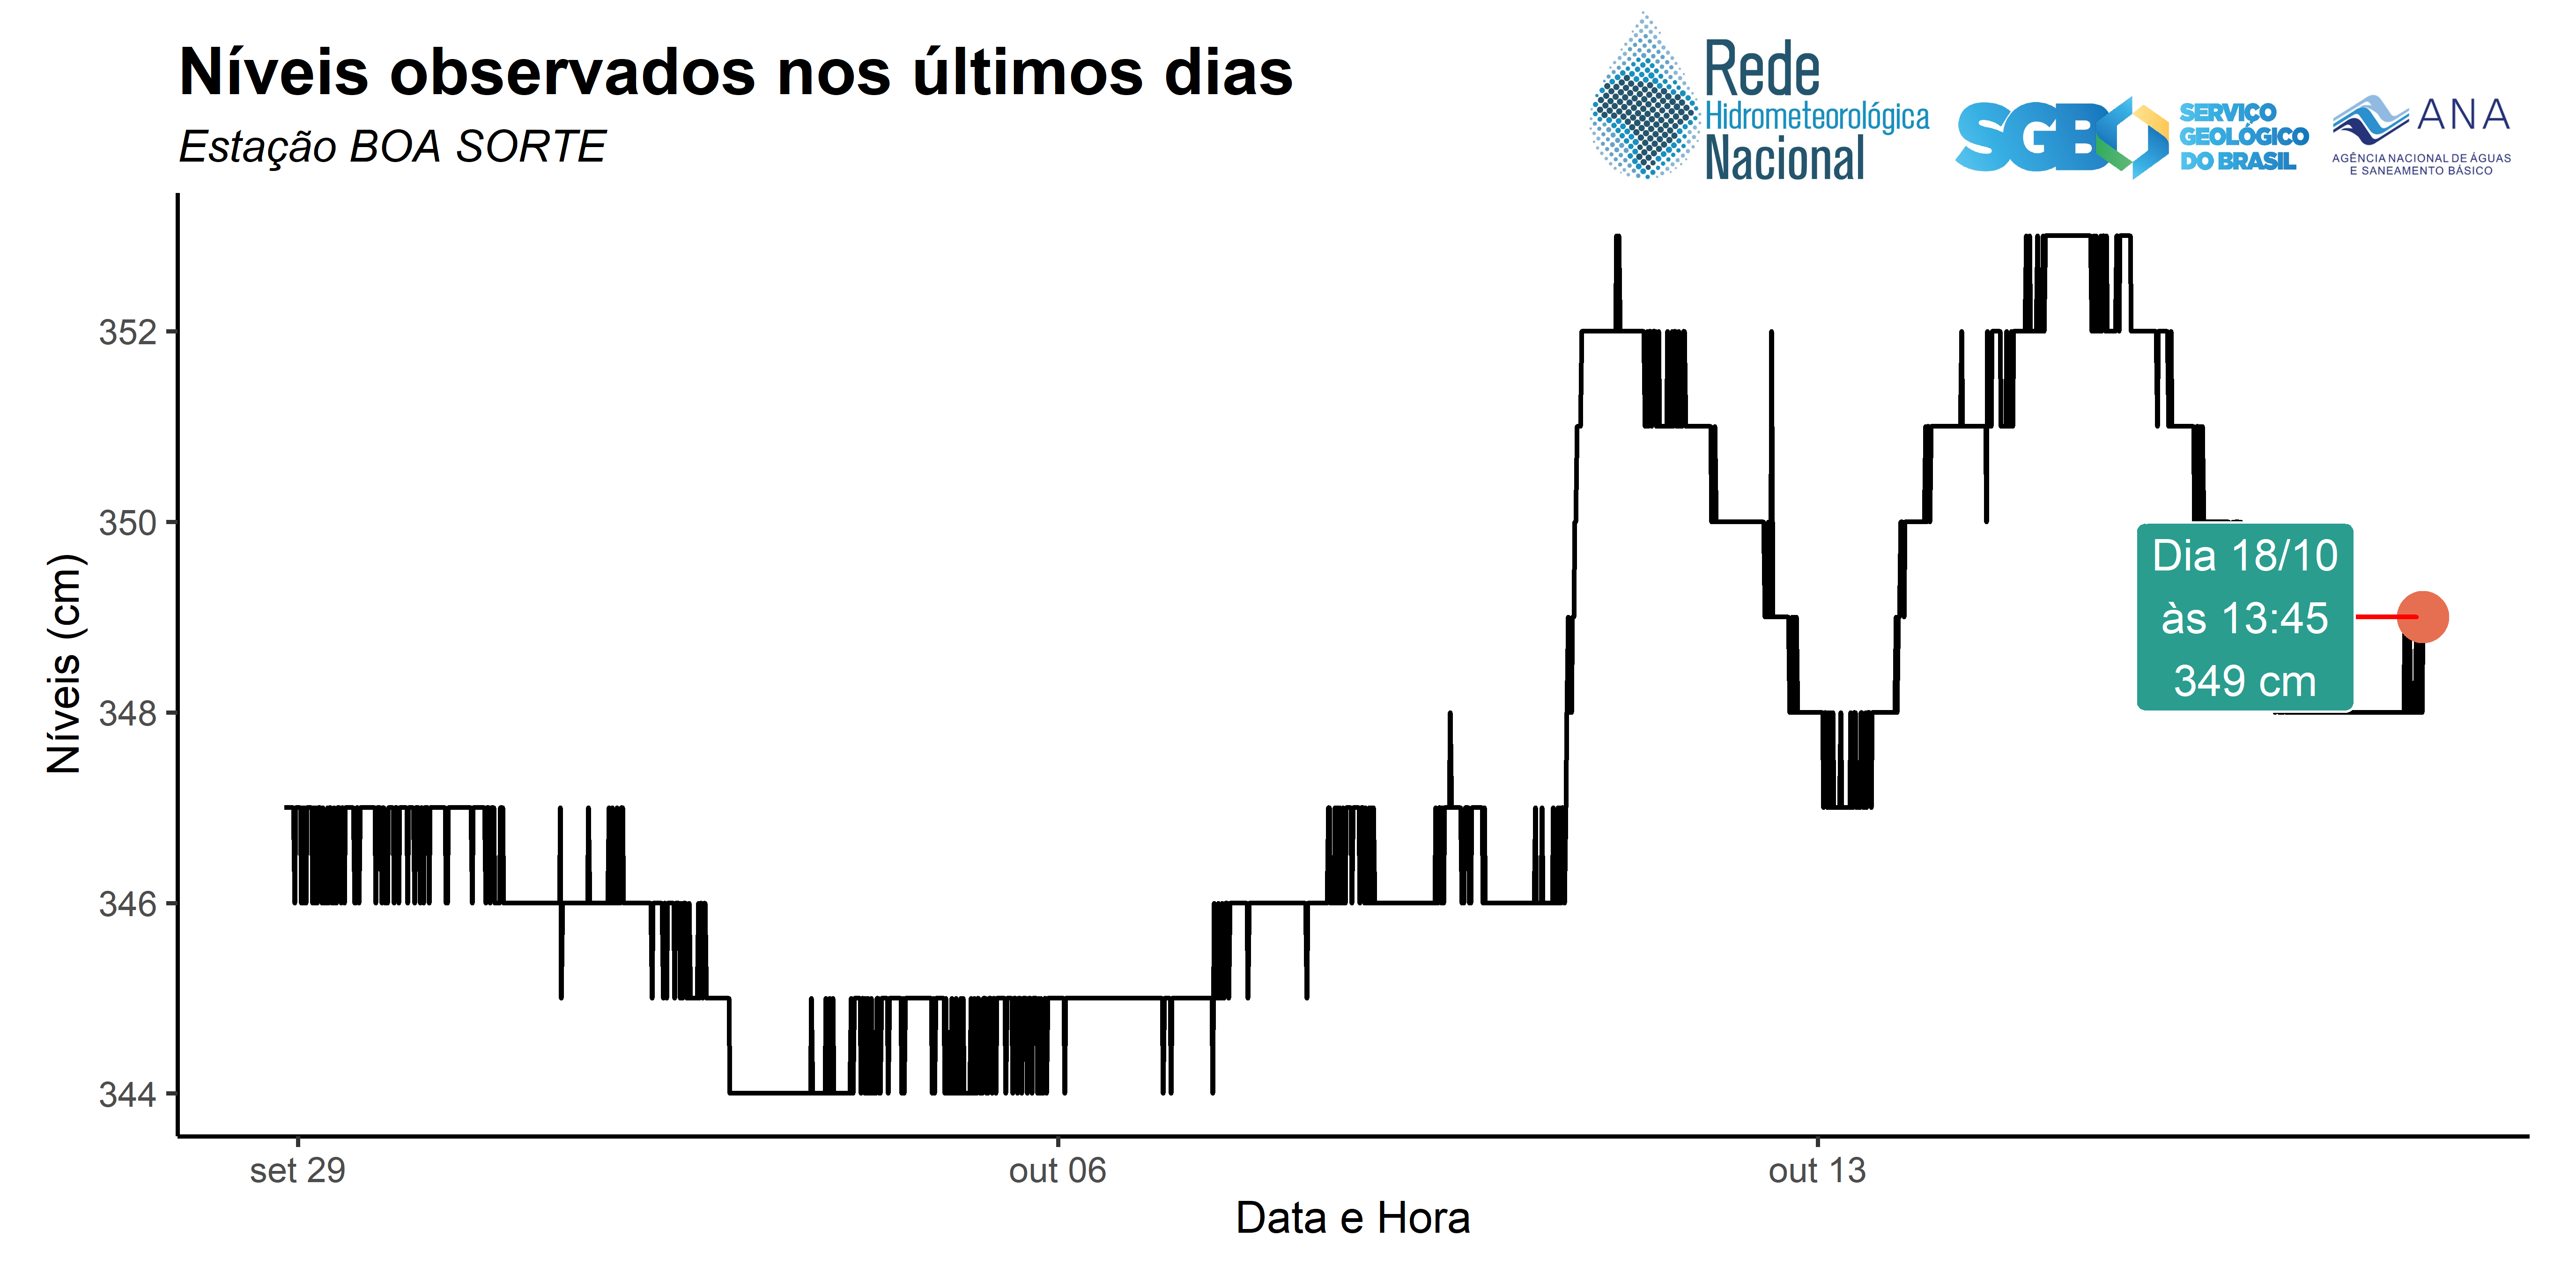 Níveis observados nos últimos dias
Estação BOA SORTE
Rede
Hidrometeorológica
Nacional
SGB
SERVIÇO
GEOLÓGICO
DO BRASIL
ANA
AGÊNCIA NACIONAL DE ÁGUAS
E SANEAMENTO BÁSICO
Níveis (cm)
352
350
348
346
344
Dia 18/10
às 13:45
349 cm
set 29
out 06
out 13
Data e Hora